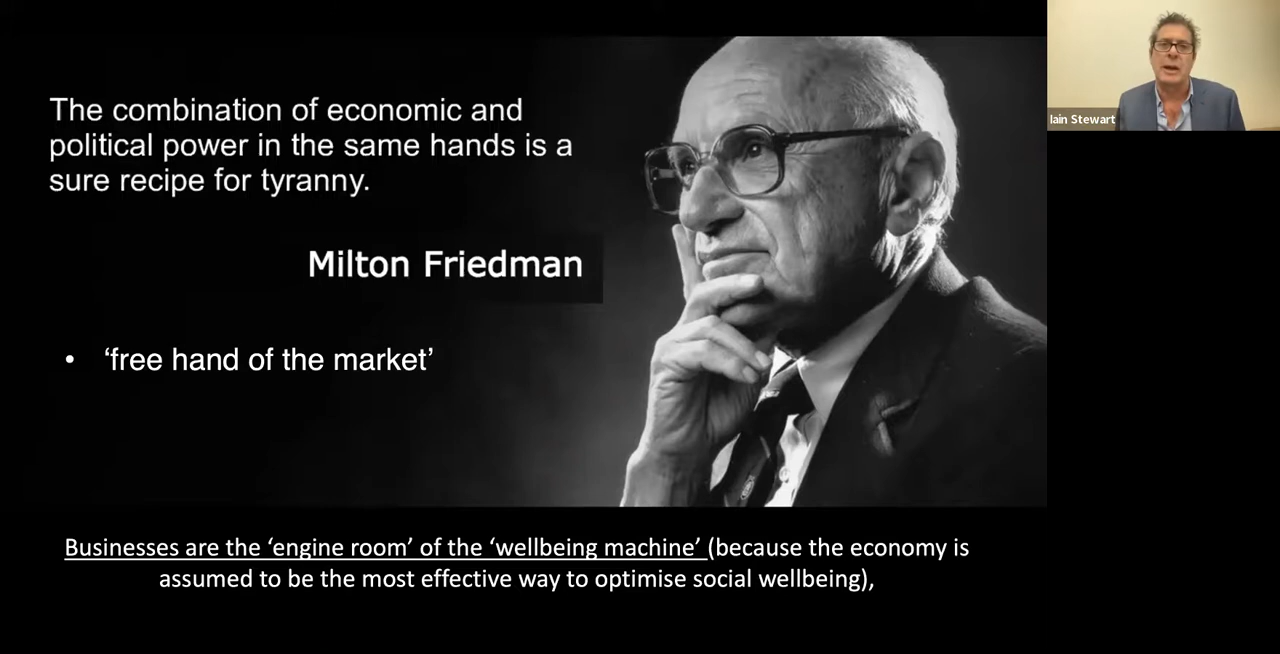 The combination of economic and
political power in the same hands is a
sure recipe for tyranny.
Milton Friedman
• ‘free hand of the market’
Businesses are the ‘engine room’ of the ‘wellbeing machine’ (because the economy is
assumed to be the most effective way to optimise social wellbeing),
Iain Stewart